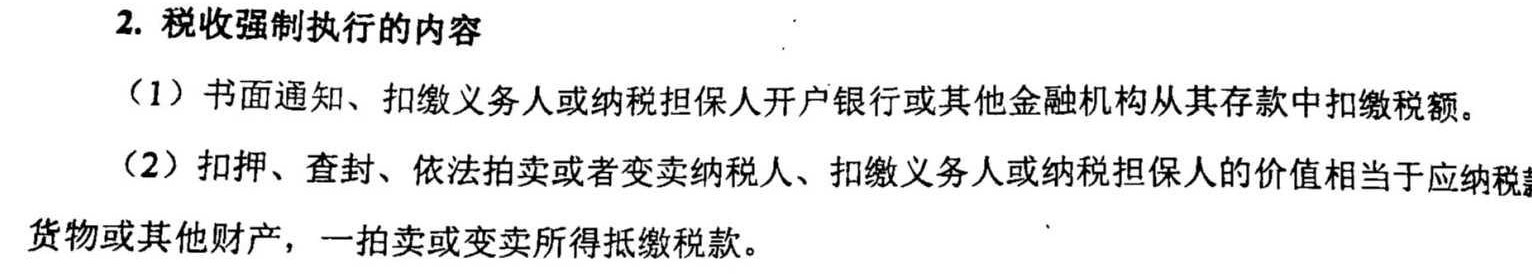 2. 税收强制执行的内容
（1）书面通知、扣缴义务人或纳税担保人开户银行或其他金融机构从其存款中扣缴税额。
（2）扣押、查封、依法拍卖或者变卖纳税人、扣缴义务人或纳税担保人的价值相当于应纳税
货物或其他财产，一拍卖或变卖所得抵缴税款。